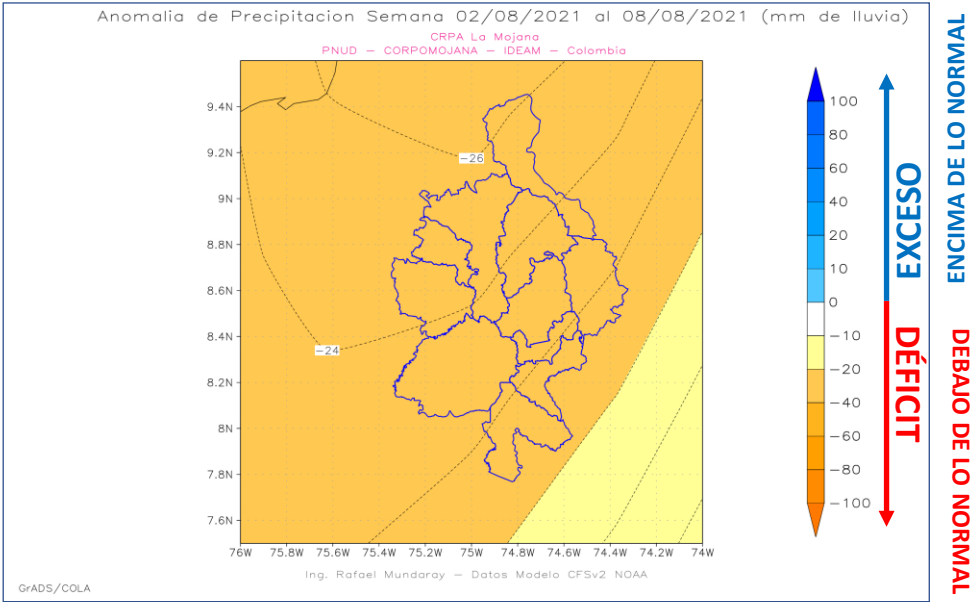 Anomalia de Precipitacion Semana 02/08/2021 al 08/08/2021 (mm de lluvia)
CRPA La Mojana
PNUD – CORPOMOJANA – IDEAM – Colombia
9.4N
9.2N
9N
8.8N
8.6N
8.4N
8.2N
8N
7.8N
7.6N
-26
-24
76W 75.8W 75.6W 75.4W 75.2W 75W 74.8W 74.6W 74.4W 74.2W 74W
Ing. Rafael Mundaray – Datos Modelo CFSv2 NOAA
GrADS/COLA
100
80
60
40
20
10
0
-10
-20
-40
-60
-80
-100
EXCESO
DÉFICIT
ENCIMA DE LO NORMAL
DEBAJO DE LO NORMAL